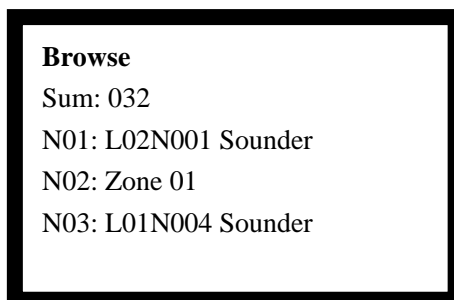 Browse
Sum: 032
N01: L02N001 Sounder
N02: Zone 01
N03: L01N004 Sounder